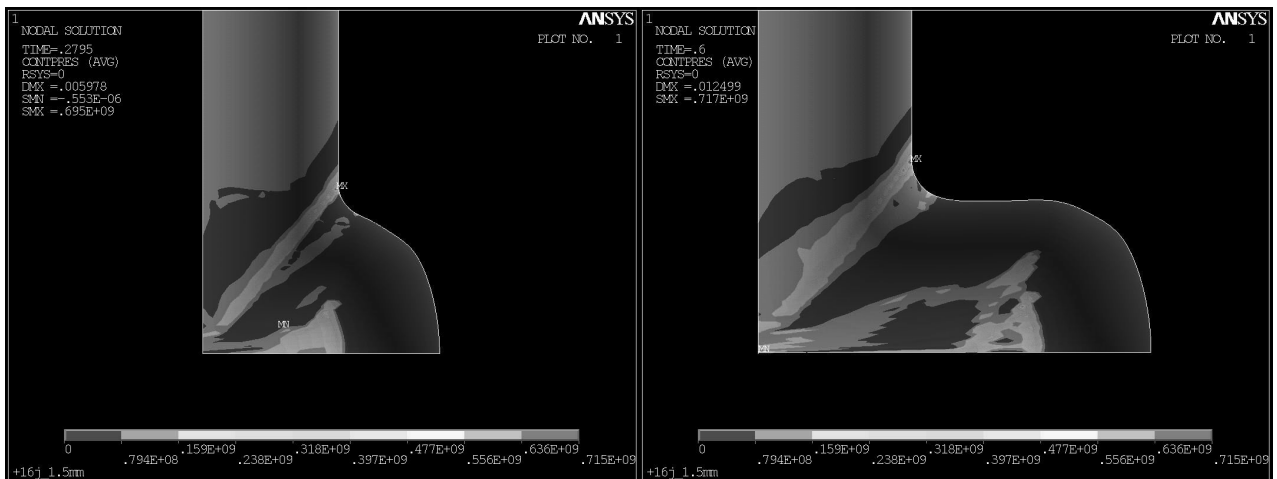 1
ANSYS
NODAL SOLUTION
PLOT NO. 1
TIME=.2795
CONTPRES (AVG)
RSYS=0
DMX =.005978
SMN =-.553E-06
SMX =.695E+09
MX
MN
0
.159E+09
.318E+09
.477E+09
.636E+09
.794E+08
.238E+09
.397E+09
.556E+09
.715E+09
+16j_1.5mm
1
ANSYS
NODAL SOLUTION
PLOT NO. 1
TIME=.6
CONTPRES (AVG)
RSYS=0
DMX =.012499
SMX =.717E+09
MX
MN
0
.159E+09
.318E+09
.477E+09
.636E+09
.794E+08
.238E+09
.397E+09
.556E+09
.715E+09
+16j_1.5mm